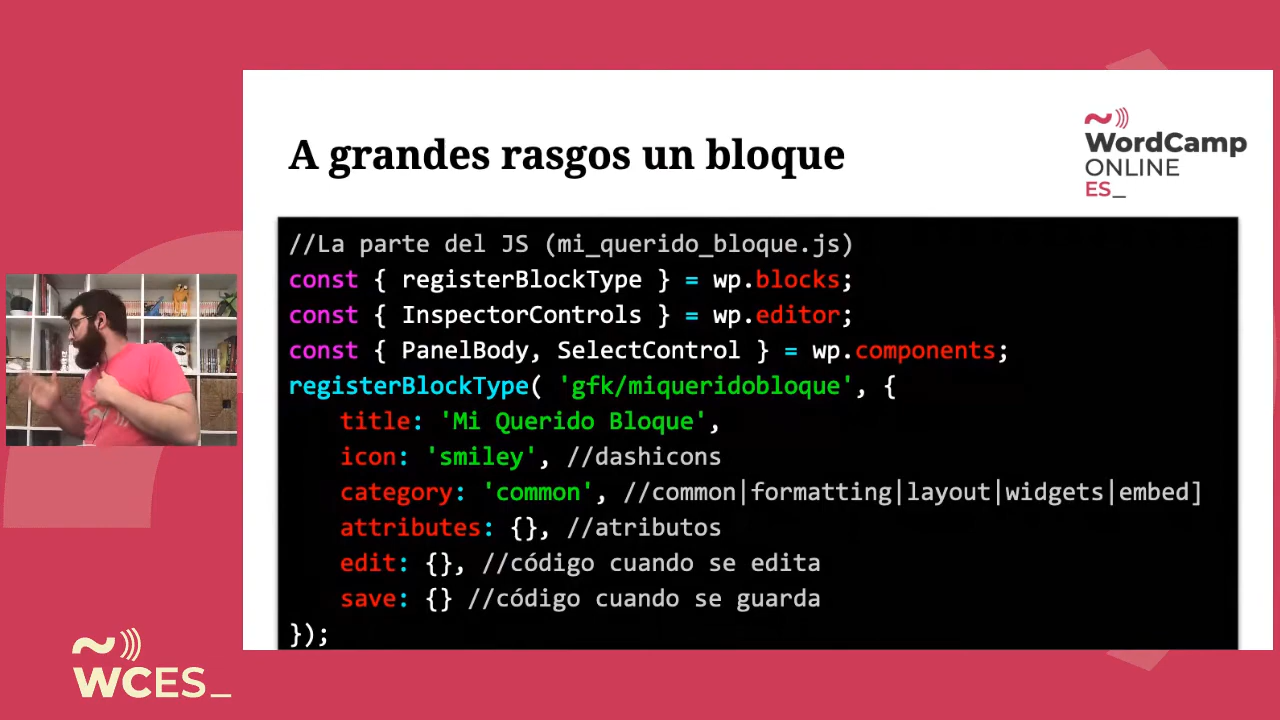 A grandes rasgos un bloque
WordCamp
ONLINE
ES_
//La parte del JS (mi_querido_bloque.js)
const { registerBlockType } = wp.blocks;
const { InspectorControls } = wp.editor;
const { PanelBody, SelectControl } = wp.components;
registerBlockType( 'gfk/miqueridobloque', {
title: 'Mi Querido Bloque',
icon: 'smiley', //dashicons
category: 'common', //common|formatting|layout|widgets|embed]
attributes: {}, //atributos
edit: {}, //código cuando se edita
save: {} //código cuando se guarda
});
WCES_